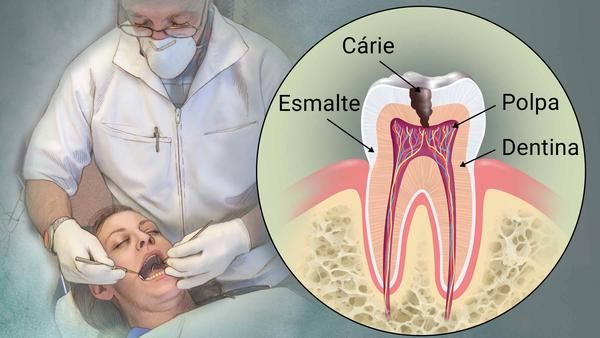 Cárie
Esmalte
Polpa
Dentina